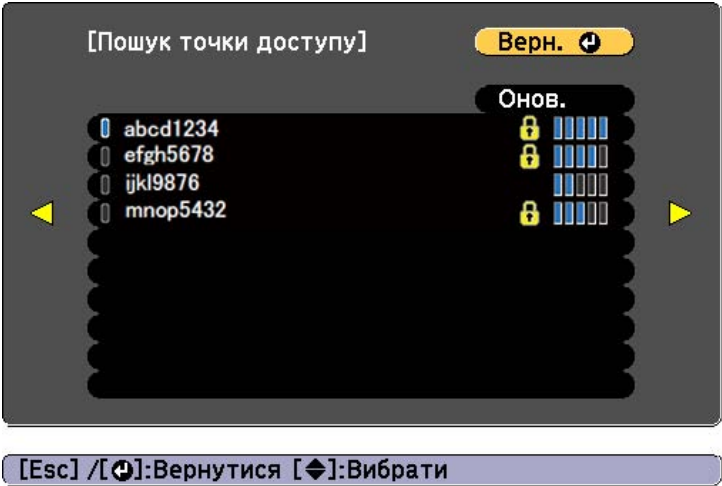 [Пошук точки доступу]
Верн.
Онов.
abcd1234
efgh5678
ijkl9876
mnop5432
[Esc] /[⏎]:Вернутися [◆]:Вибрати